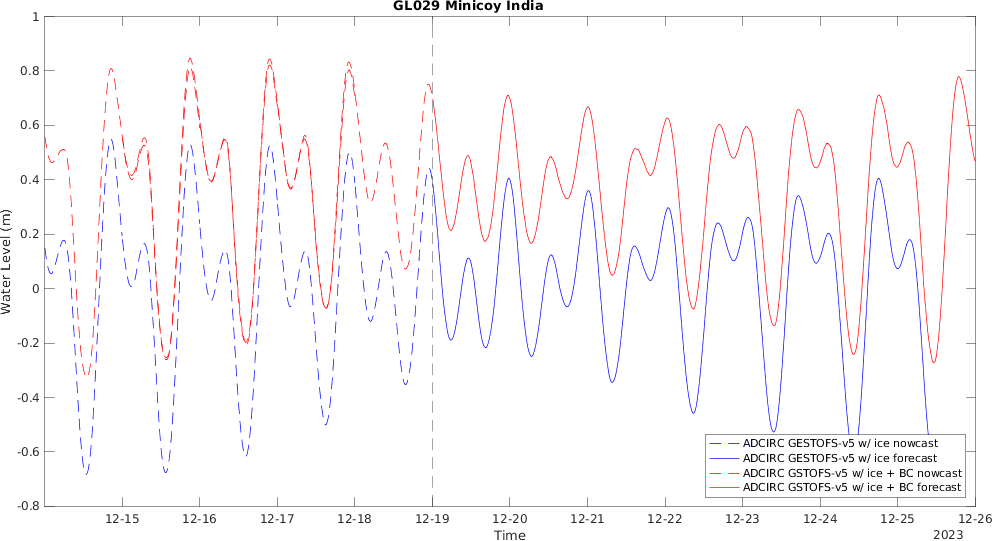 GL029 Minicoy India
Water Level (m)
1
0.8
0.6
0.4
0.2
0
-0.2
-0.4
-0.6
-0.8
ADCIRC GESTOFS-v5 w/ ice nowcast
ADCIRC GESTOFS-v5 w/ ice forecast
ADCIRC GSTOFS-v5 w/ ice + BC nowcast
ADCIRC GSTOFS-v5 w/ ice + BC forecast
12-15 12-16 12-17 12-18 12-19 12-20 12-21 12-22 12-23 12-24 12-25 12-26
Time
2023